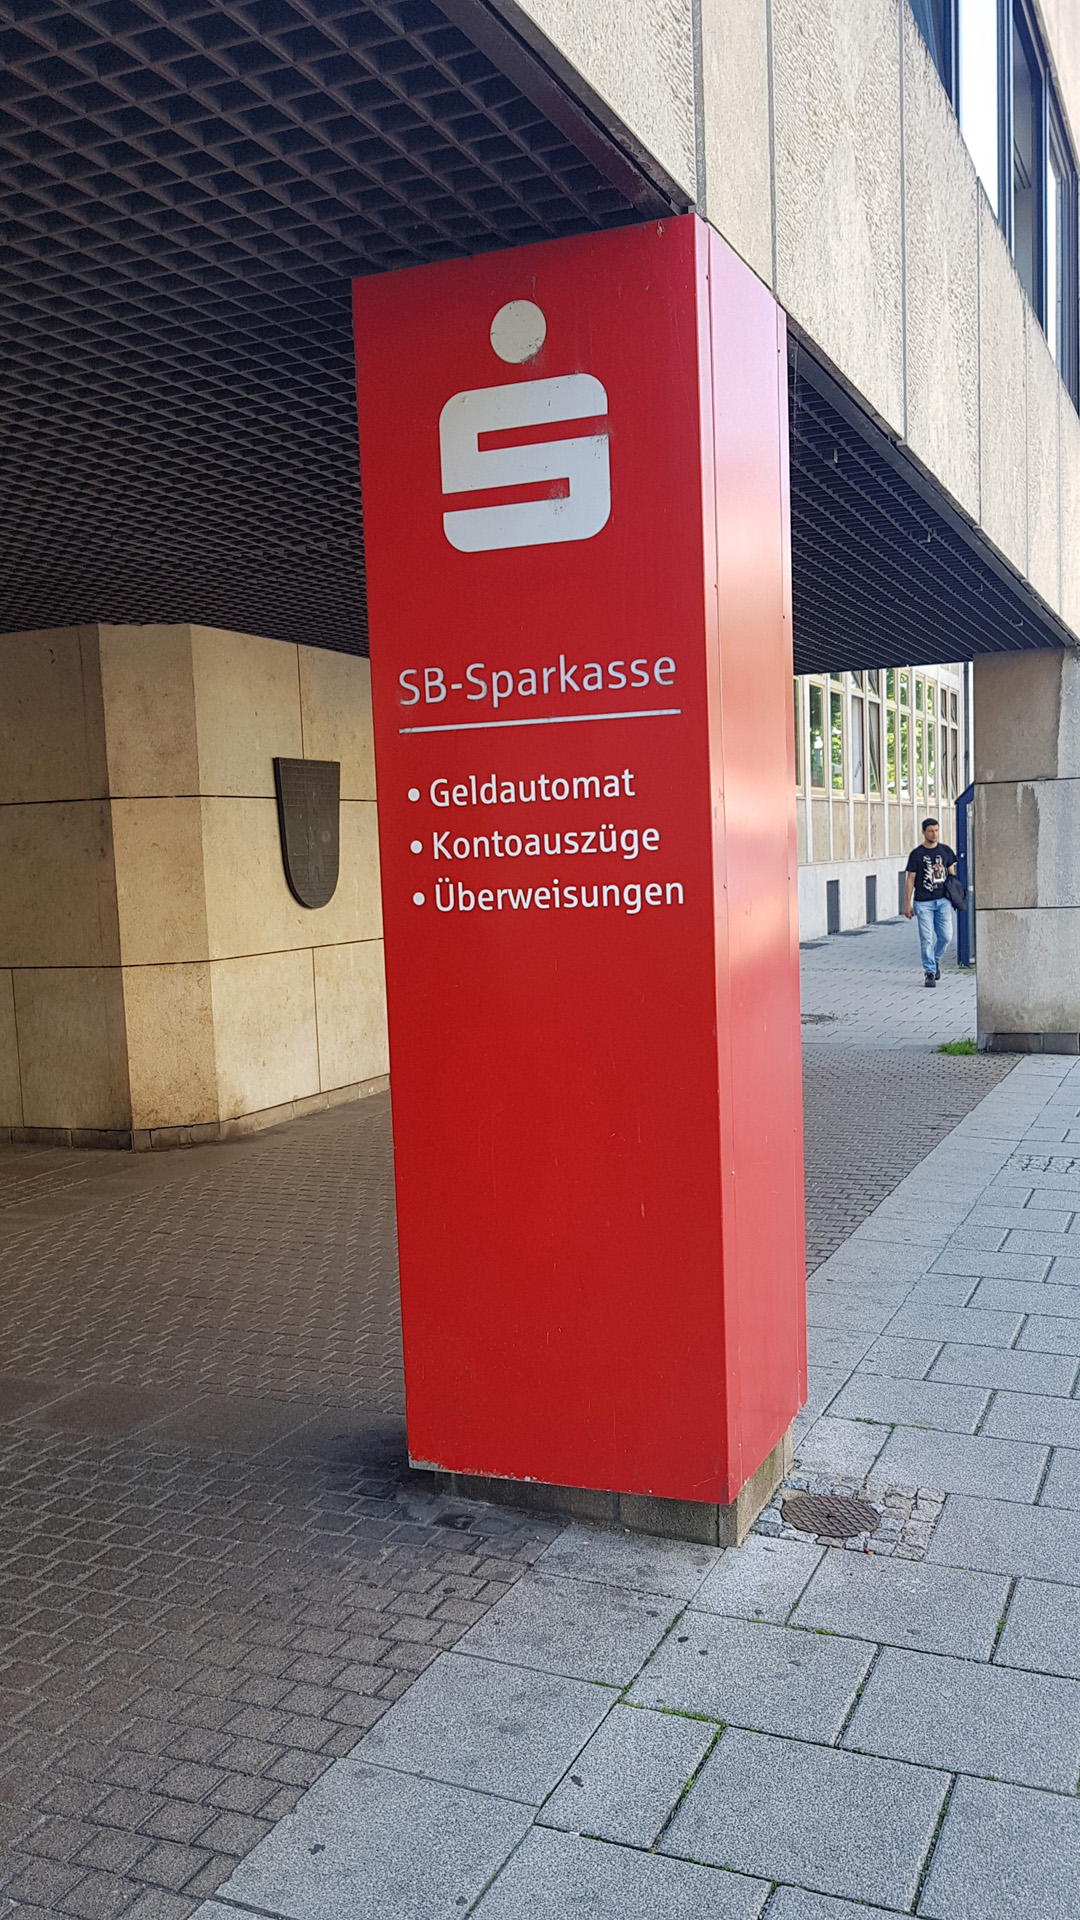 SB-Sparkasse
• Geldautomat
• Kontoauszüge
• Überweisungen